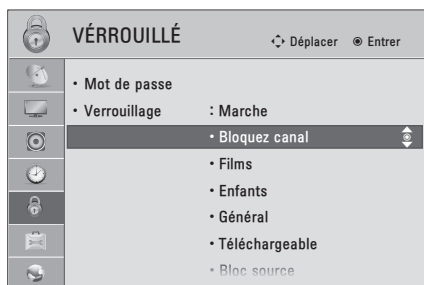 VÉRROUILLÉ
Déplacer
Entrer
• Mot de passe
• Verrouillage : Marche
• Bloquez canal
• Films
• Enfants
• Général
• Téléchargeable
• Bloc source